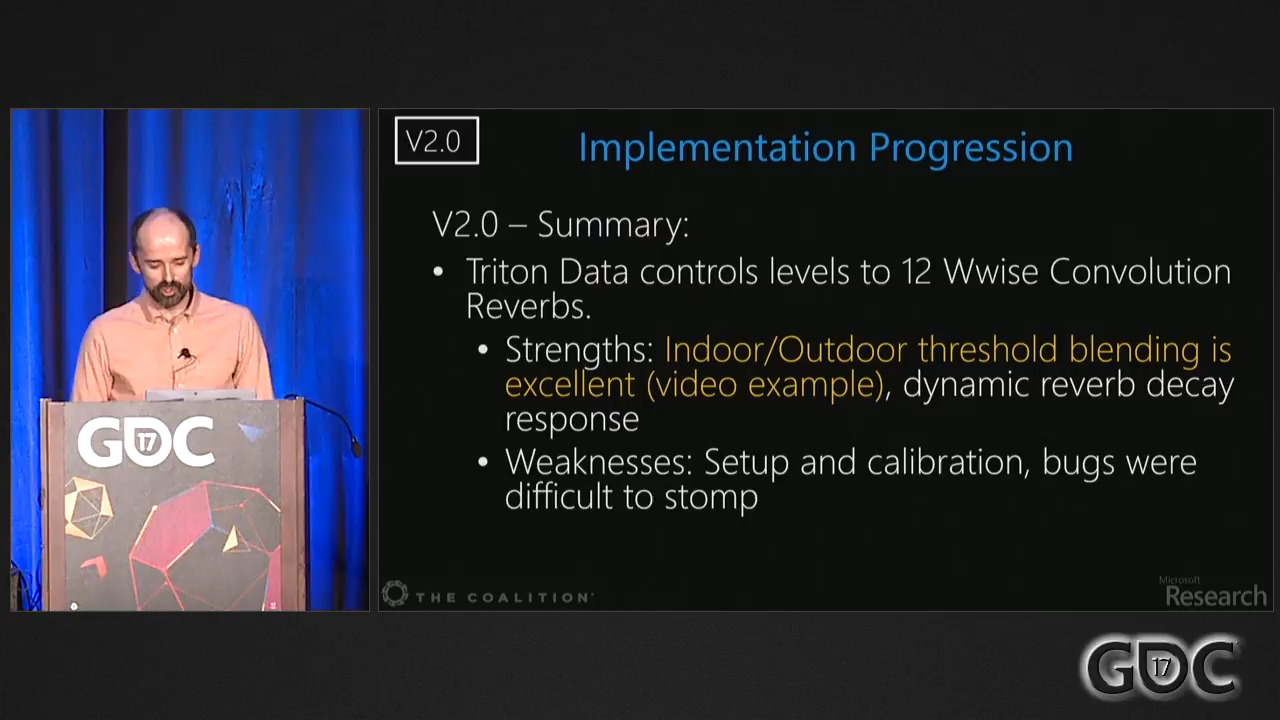 V2.0
Implementation Progression
V2.0 – Summary:
• Triton Data controls levels to 12 Wwise Convolution
Reverbs.
• Strengths: Indoor/Outdoor threshold blending is
excellent (video example), dynamic reverb decay
response
• Weaknesses: Setup and calibration, bugs were
difficult to stomp
THE COALITION
Microsoft
Research
GDC
17
GDC
17